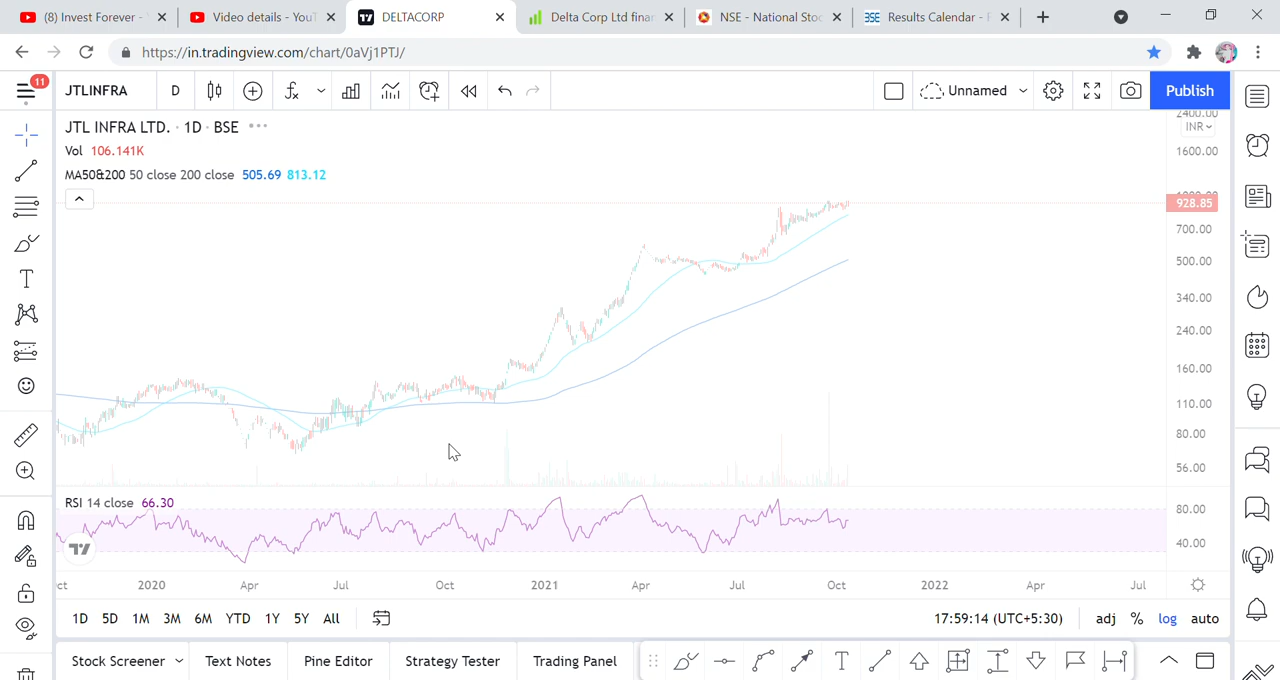 (8) Invest Forever -
Video details - YouT
DELTACORP
Delta Corp Ltd finan
NSE - National Stoc
BSE
Results Calendar - F
https://in.tradingview.com/chart/0aVj1PTJ/
11
JTLINFRA
D
Unnamed
Publish
JTL INFRA LTD. · 1D · BSE
Vol 106.141K
MA50&200 50 close 200 close 505.69 813.12
2400.00
INR
1600.00
928.85
700.00
500.00
340.00
240.00
160.00
110.00
80.00
56.00
RSI 14 close 66.30
80.00
40.00
2020
Apr
Jul
Oct
2021
Apr
Jul
Oct
2022
Apr
Jul
1D 5D 1M 3M 6M YTD 1Y 5Y All
17:59:14 (UTC+5:30)
adj % log auto
Stock Screener
Text Notes
Pine Editor
Strategy Tester
Trading Panel
T